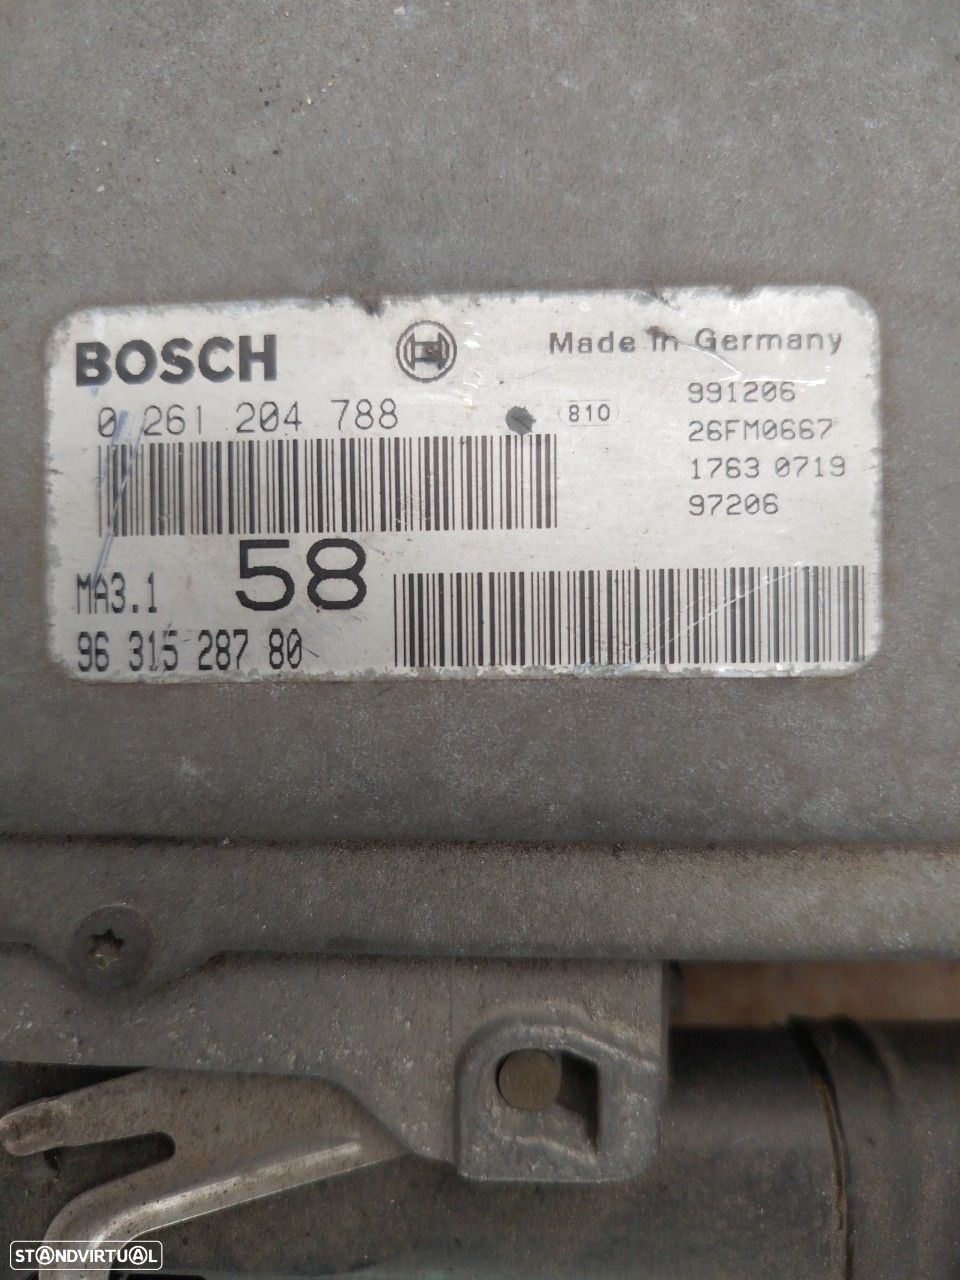 BOSCH
Made in Germany
0 261 204 788
810
991206
26FM0667
1763 0719
97206
MA3.1
58
96 315 287 80
STANDVIRTUAL